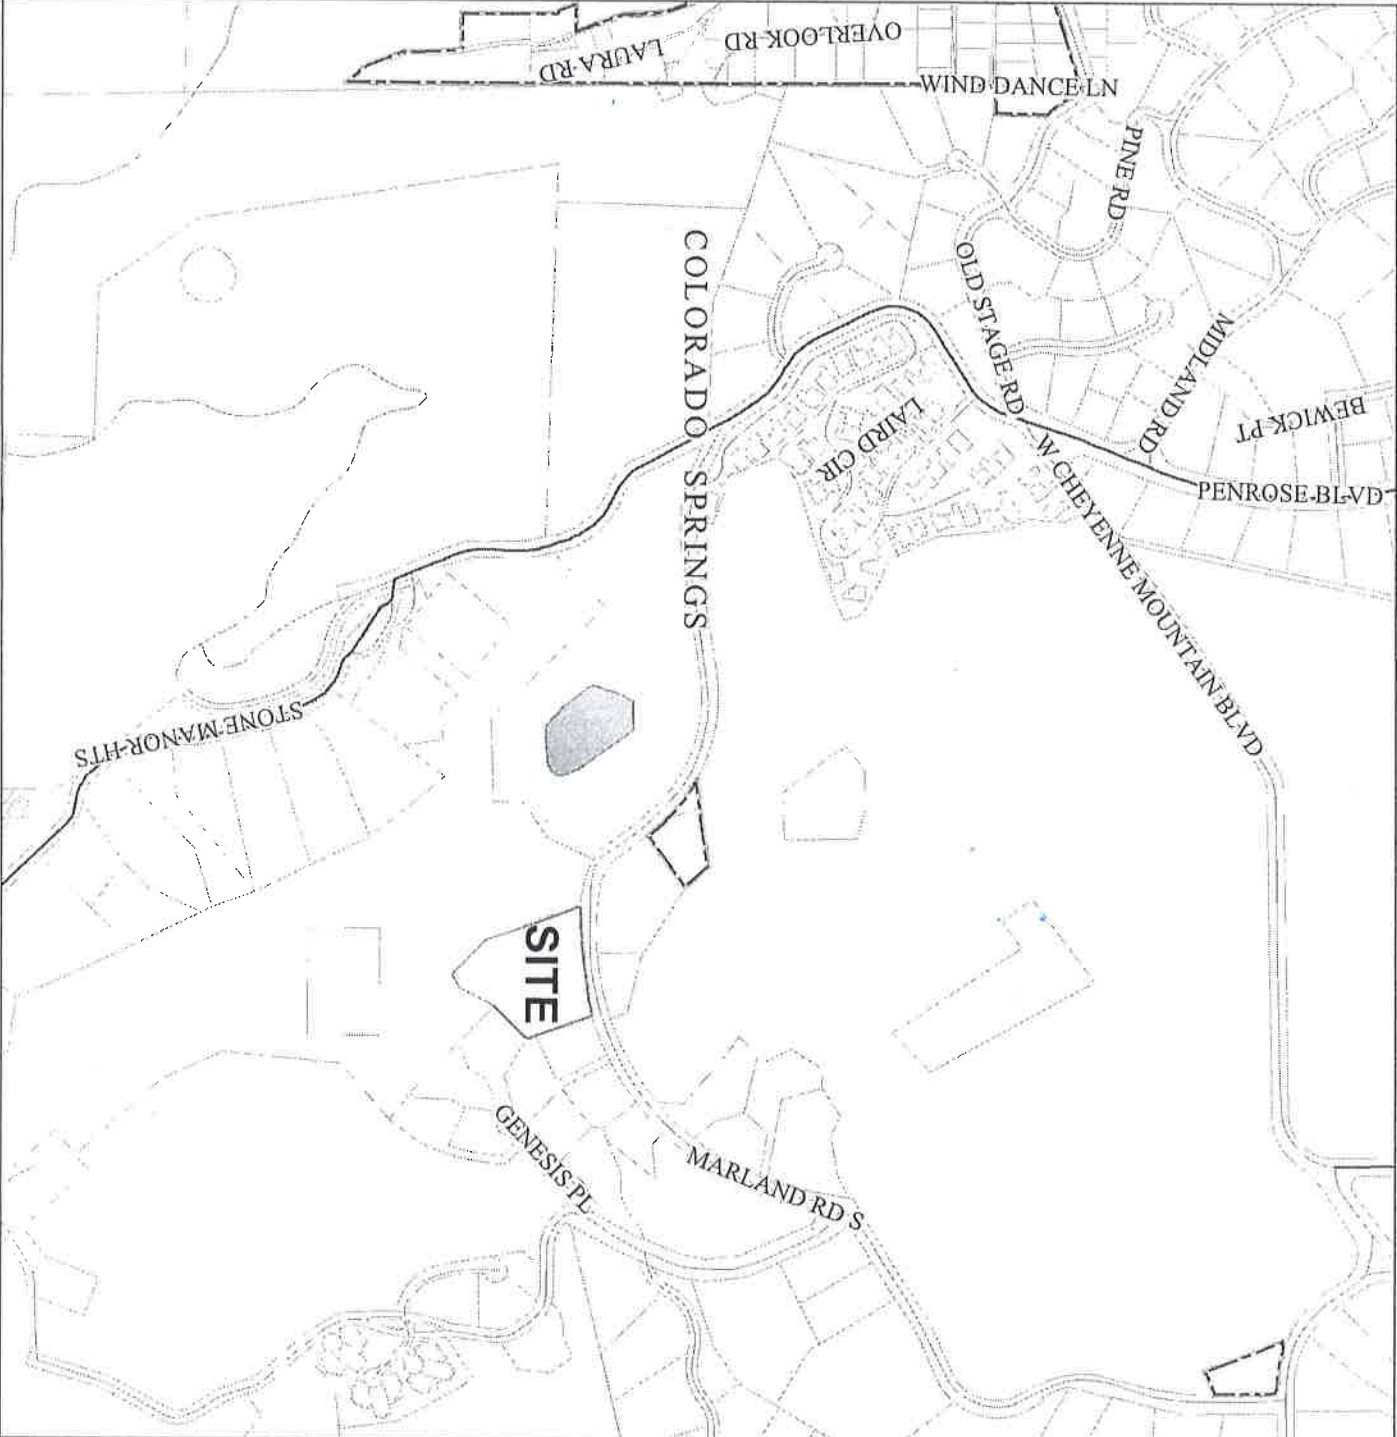 LAURA RD
OVERLOOK RD
WIND DANCE LN
PINE RD
COLORADO SPRINGS
OLD STAGE RD
MIDLAND RD
BEWICK PT
LAIRD CIR
W CHEYENNE MOUNTAIN BLVD
PENROSE BLVD
STONE MANOR HTS
SITE
GENESIS PL
MARLAND RD S